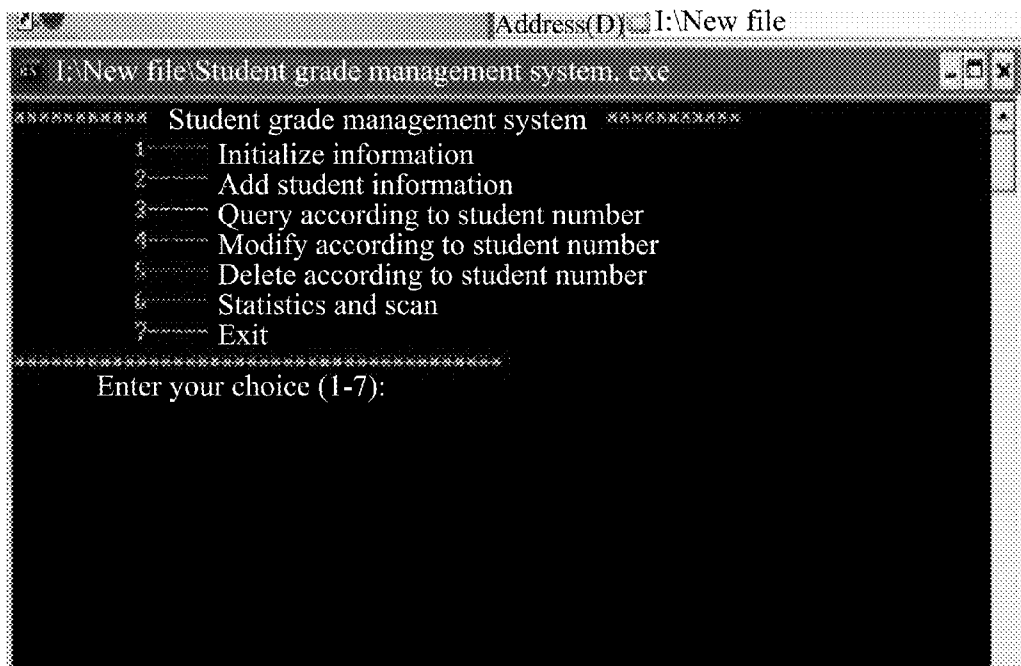 Address(D) I:\New file
I:\New file\Student grade management system. exe
********** Student grade management system **********
1------ Initialize information
2------ Add student information
3------ Query according to student number
4------ Modify according to student number
5------ Delete according to student number
6------ Statistics and scan
7------ Exit
****************************************
Enter your choice (1-7):